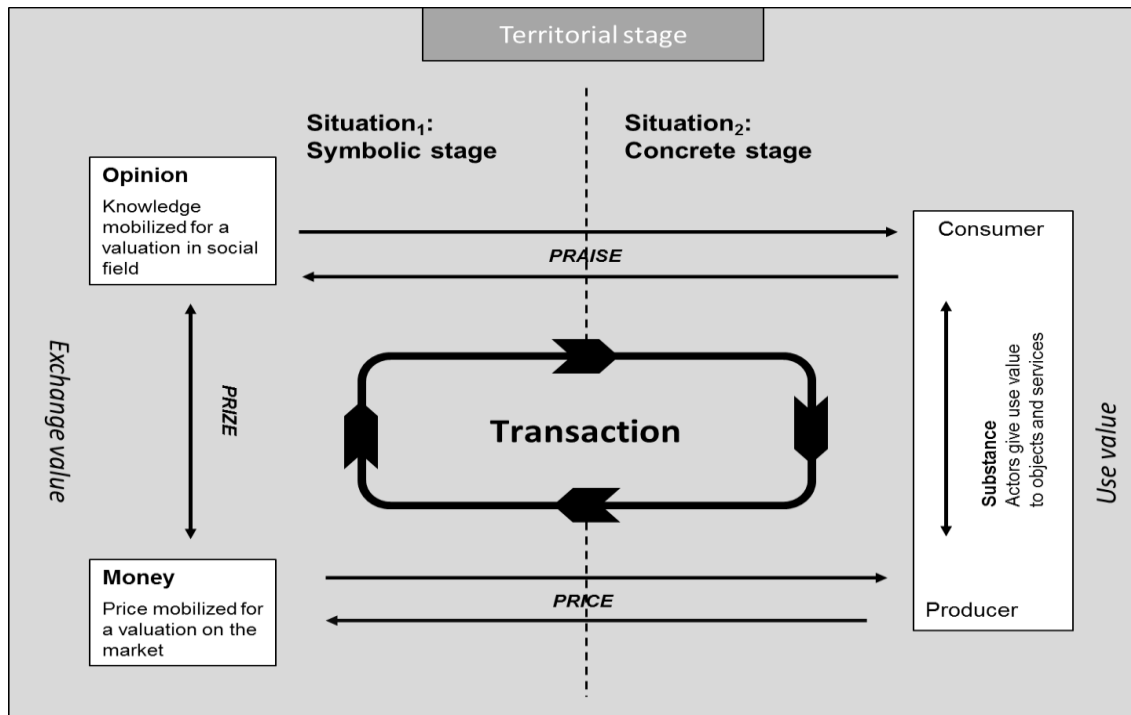 Territorial stage
Situation₁:
Symbolic stage
Situation₂:
Concrete stage
Opinion
Knowledge
mobilized for a
valuation in social
field
Consumer
PRAISE
Exchange value
PRIZE
Transaction
Substance
Actors give use value
to objects and services
Use value
Money
Price mobilized for
a valuation on the
market
PRICE
Producer